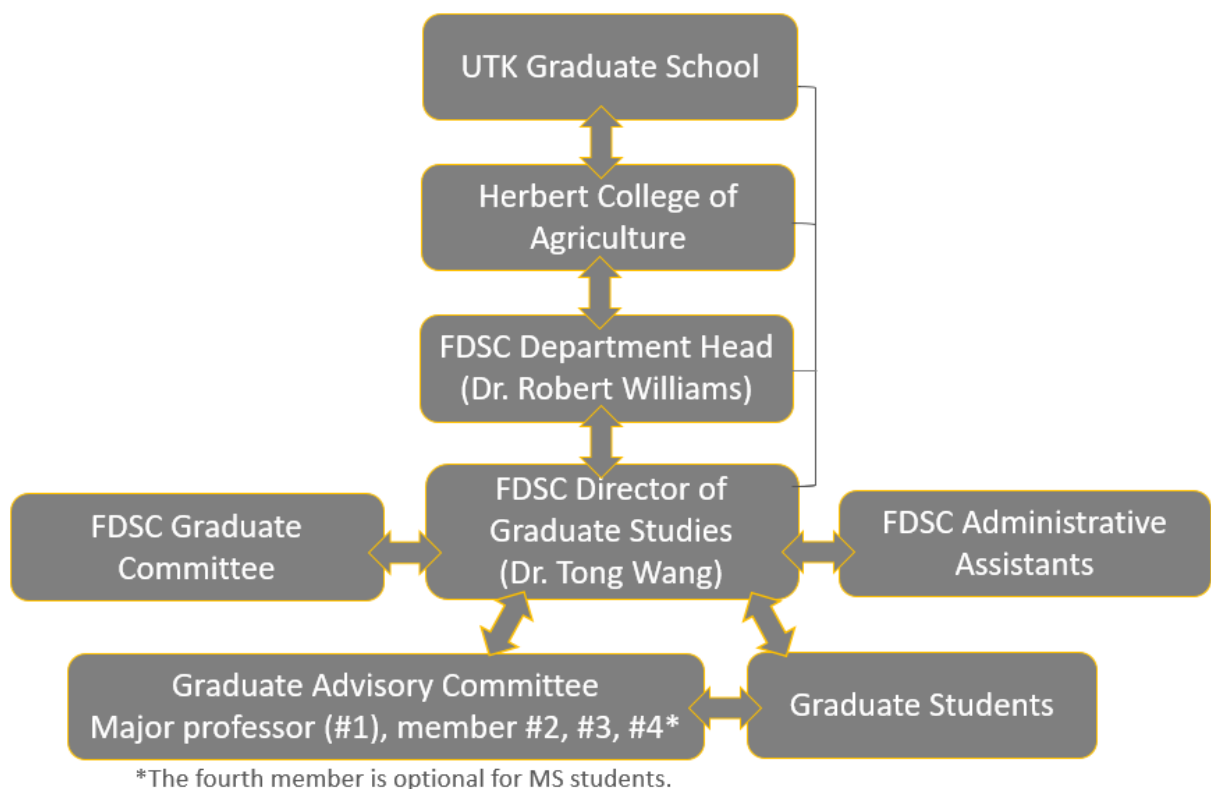 UTK Graduate School
Herbert College of
Agriculture
FDSC Department Head
(Dr. Robert Williams)
FDSC Director of
Graduate Studies
(Dr. Tong Wang)
FDSC Graduate
Committee
FDSC Administrative
Assistants
Graduate Advisory Committee
Major professor (#1), member #2, #3, #4*
Graduate Students
*The fourth member is optional for MS students.